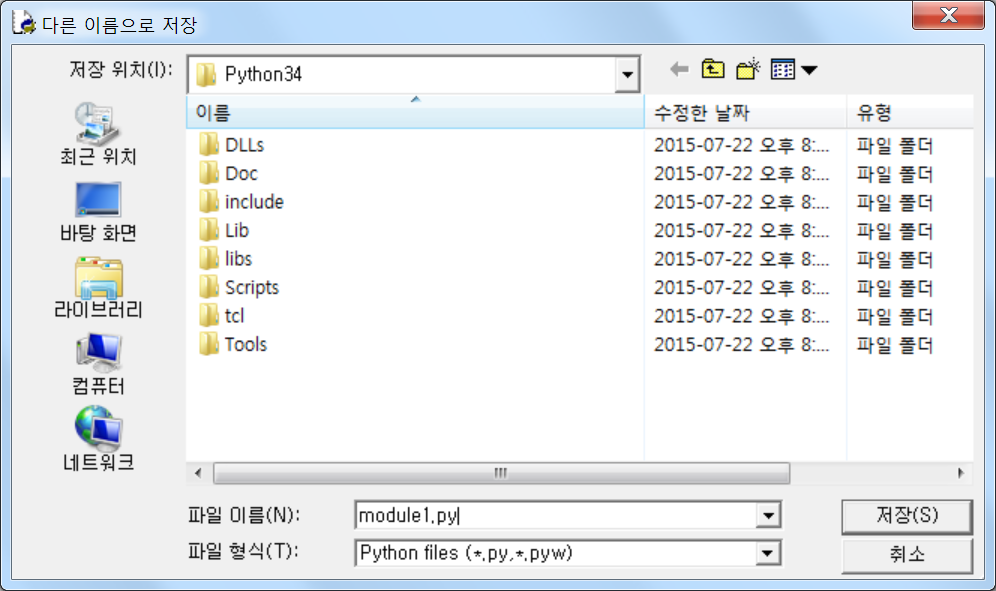 다른 이름으로 저장
저장 위치(I): Python34
이름 수정한 날짜 유형
DLLs 2015-07-22 오후 8:... 파일 폴더
Doc 2015-07-22 오후 8:... 파일 폴더
include 2015-07-22 오후 8:... 파일 폴더
Lib 2015-07-22 오후 8:... 파일 폴더
libs 2015-07-22 오후 8:... 파일 폴더
Scripts 2015-07-22 오후 8:... 파일 폴더
tcl 2015-07-22 오후 8:... 파일 폴더
Tools 2015-07-22 오후 8:... 파일 폴더
최근 위치
바탕 화면
라이브러리
컴퓨터
네트워크
파일 이름(N): module1.py 저장(S)
파일 형식(T): Python files (*.py,*.pyw) 취소